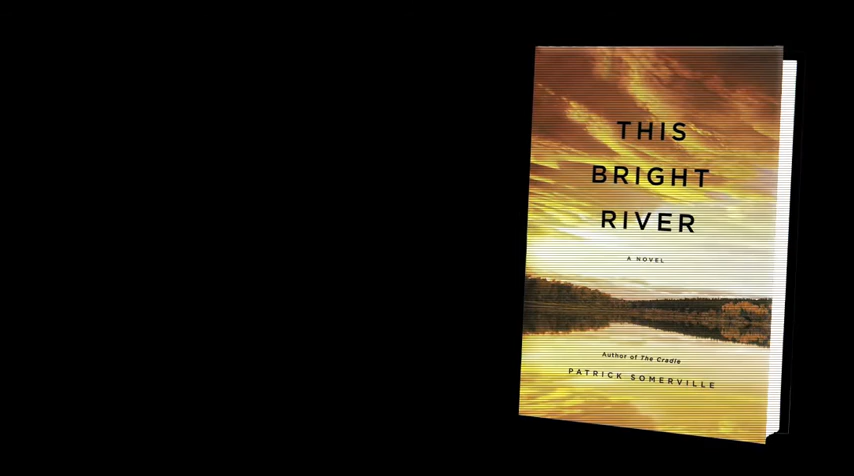 THIS
BRIGHT
RIVER
A NOVEL
Author of The Cradle
PATRICK SOMERVILLE